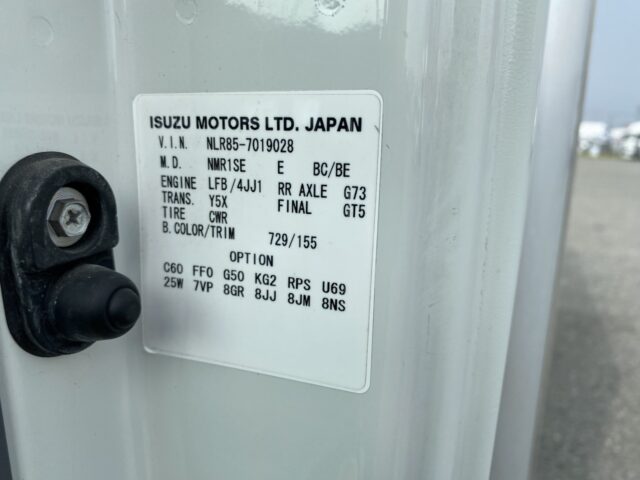 ISUZU MOTORS LTD. JAPAN
V.I.N. NLR85-7019028
M.D. NMR1SE E BC/BE
ENGINE LFB/4JJ1 RR AXLE G73
TRANS. Y5X FINAL GT5
TIRE CWR
B.COLOR/TRIM 729/155
OPTION
C60 FF0 G50 KG2 RPS U69
25W 7VP 8GR 8JJ 8JM 8NS